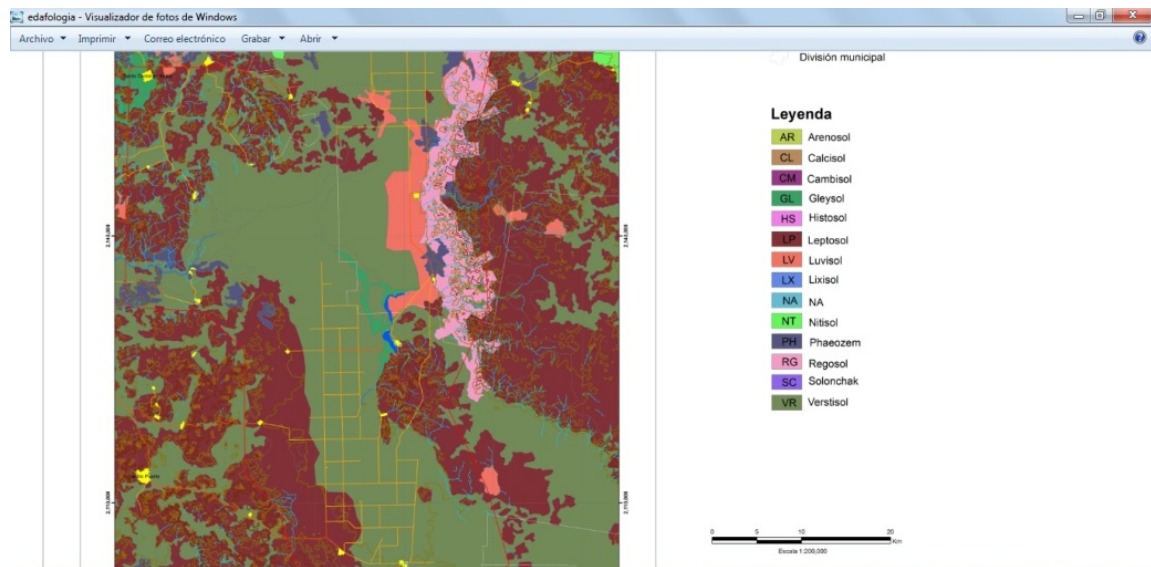 edafologia - Visualizador de fotos de Windows
Archivo Imprimir Correo electrónico Grabar Abrir
División municipal
Leyenda
AR Arenosol
CL Calcisol
CM Cambisol
GL Gleysol
HS Histosol
LP Leptosol
LV Luvisol
LX Lixisol
NA NA
NT Nitisol
PH Phaeozem
RG Regosol
SC Solonchak
VR Verstisol
0 5 10 20
Km
Escala 1:200,000